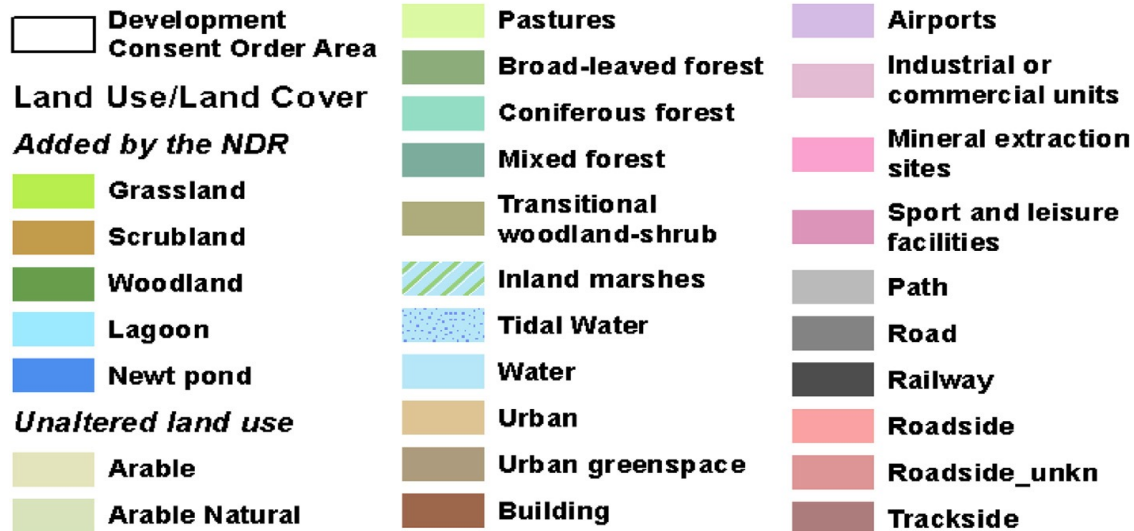 Development
Consent Order Area
Land Use/Land Cover
Added by the NDR
Grassland
Scrubland
Woodland
Lagoon
Newt pond
Unaltered land use
Arable
Arable Natural
Pastures
Broad-leaved forest
Coniferous forest
Mixed forest
Transitional
woodland-shrub
Inland marshes
Tidal Water
Water
Urban
Urban greenspace
Building
Airports
Industrial or
commercial units
Mineral extraction
sites
Sport and leisure
facilities
Path
Road
Railway
Roadside
Roadside_unkn
Trackside